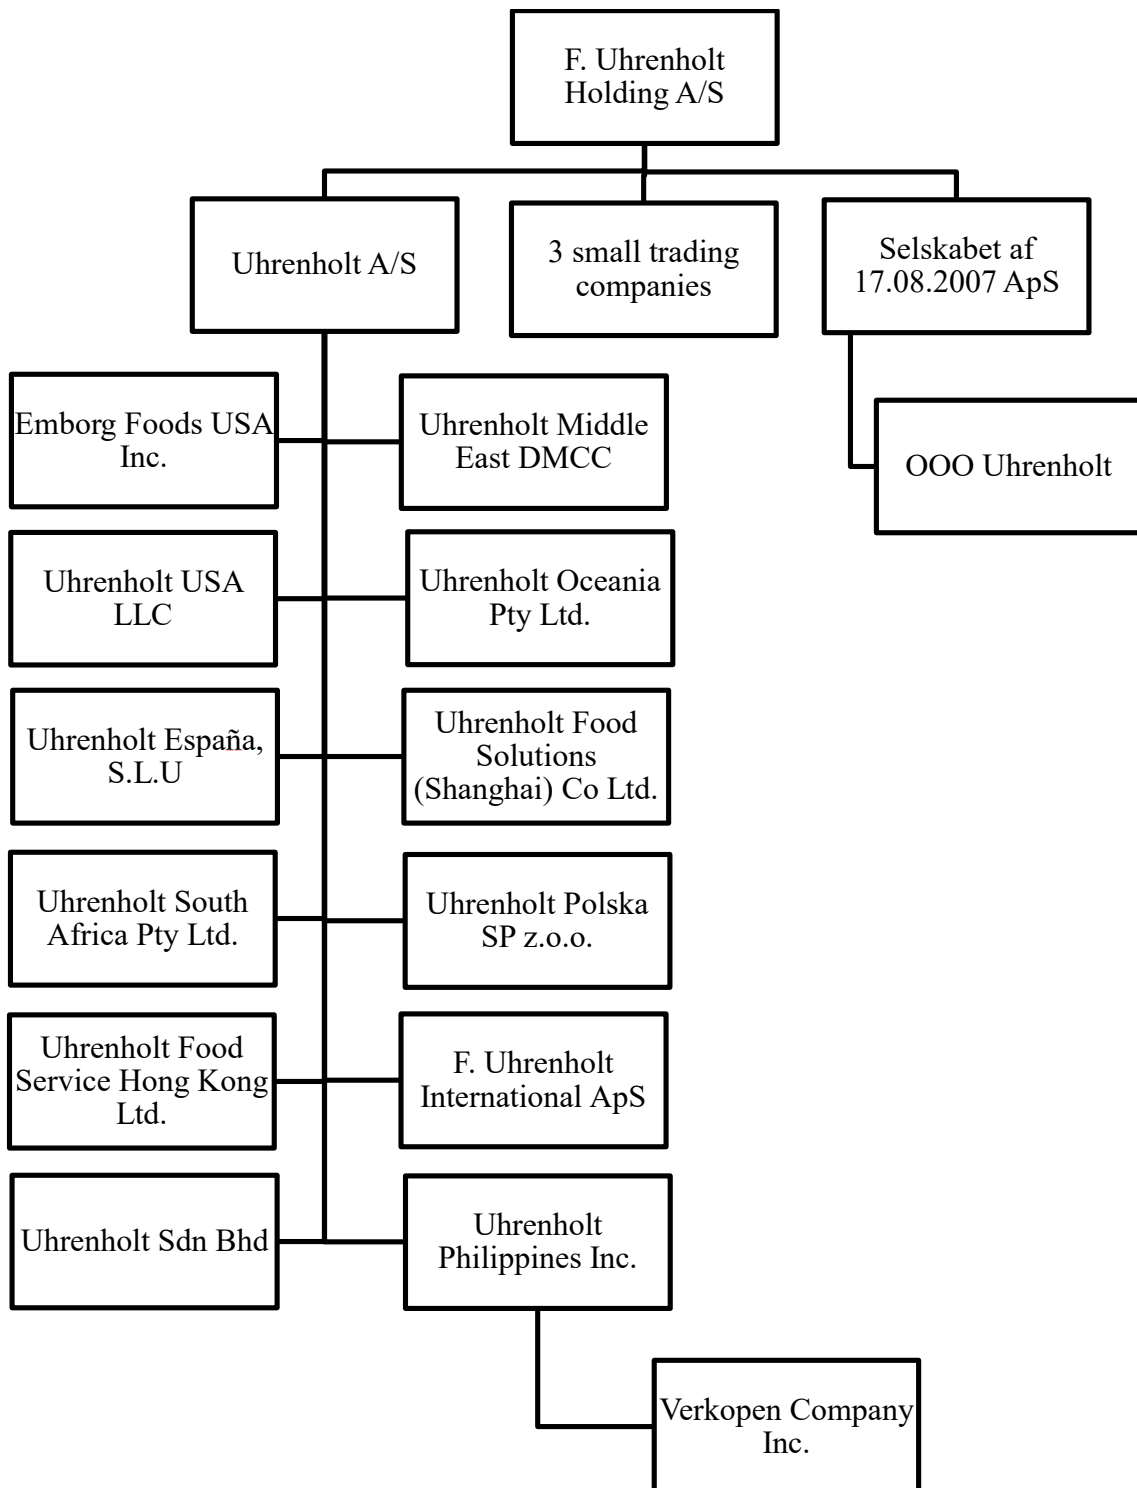 F. Uhrenholt
Holding A/S
Uhrenholt A/S
3 small trading
companies
Selskabet af
17.08.2007 ApS
Emborg Foods USA
Inc.
Uhrenholt Middle
East DMCC
OOO Uhrenholt
Uhrenholt USA
LLC
Uhrenholt Oceania
Pty Ltd.
Uhrenholt España,
S.L.U
Uhrenholt Food
Solutions
(Shanghai) Co Ltd.
Uhrenholt South
Africa Pty Ltd.
Uhrenholt Polska
SP z.o.o.
Uhrenholt Food
Service Hong Kong
Ltd.
F. Uhrenholt
International ApS
Uhrenholt Sdn Bhd
Uhrenholt
Philippines Inc.
Verkopen Company
Inc.